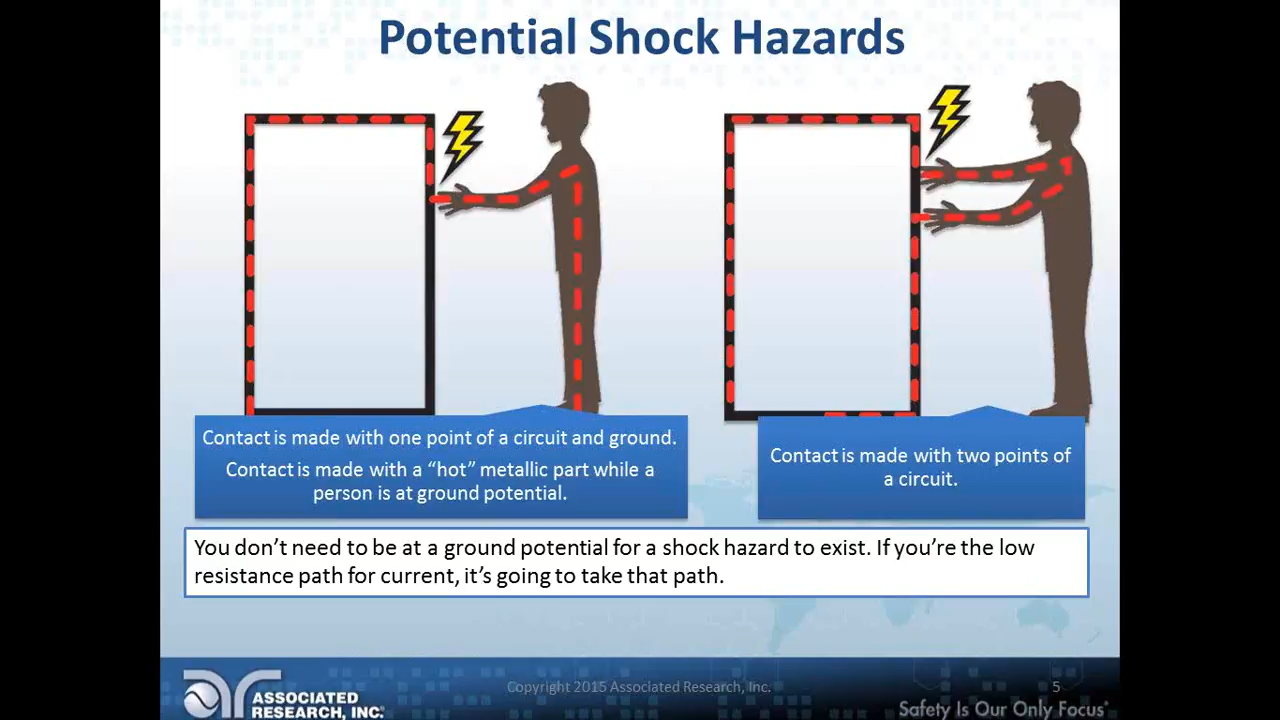 Potential Shock Hazards
Contact is made with one point of a circuit and ground.
Contact is made with a “hot” metallic part while a
person is at ground potential.
Contact is made with two points of
a circuit.
You don’t need to be at a ground potential for a shock hazard to exist. If you’re the low
resistance path for current, it’s going to take that path.
ASSOCIATED
RESEARCH, INC.
Copyright 2015 Associated Research, Inc.
5
Safety Is Our Only Focus®